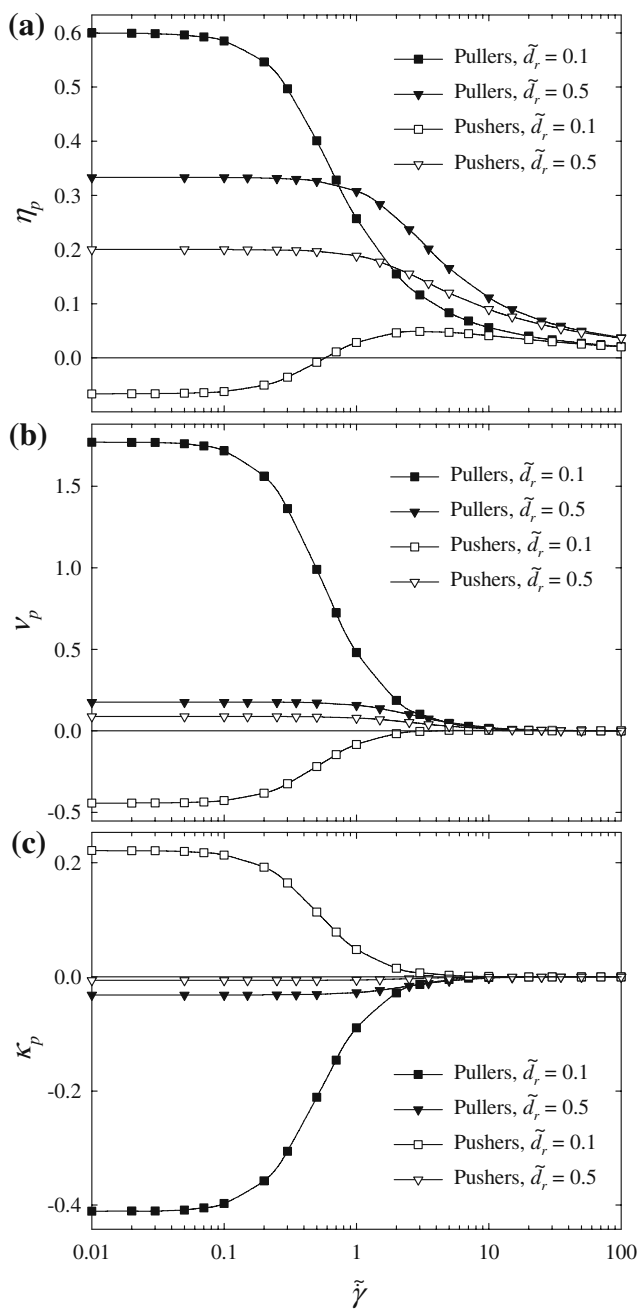 (a)
0.6
0.5
0.4
0.3
0.2
0.1
0.0
η_p
Pullers, d̃_r = 0.1
Pullers, d̃_r = 0.5
Pushers, d̃_r = 0.1
Pushers, d̃_r = 0.5
(b)
1.5
1.0
0.5
0.0
-0.5
ν_p
Pullers, d̃_r = 0.1
Pullers, d̃_r = 0.5
Pushers, d̃_r = 0.1
Pushers, d̃_r = 0.5
(c)
0.2
0.0
-0.2
-0.4
κ_p
Pullers, d̃_r = 0.1
Pullers, d̃_r = 0.5
Pushers, d̃_r = 0.1
Pushers, d̃_r = 0.5
0.01 0.1 1 10 100
γ̇̃